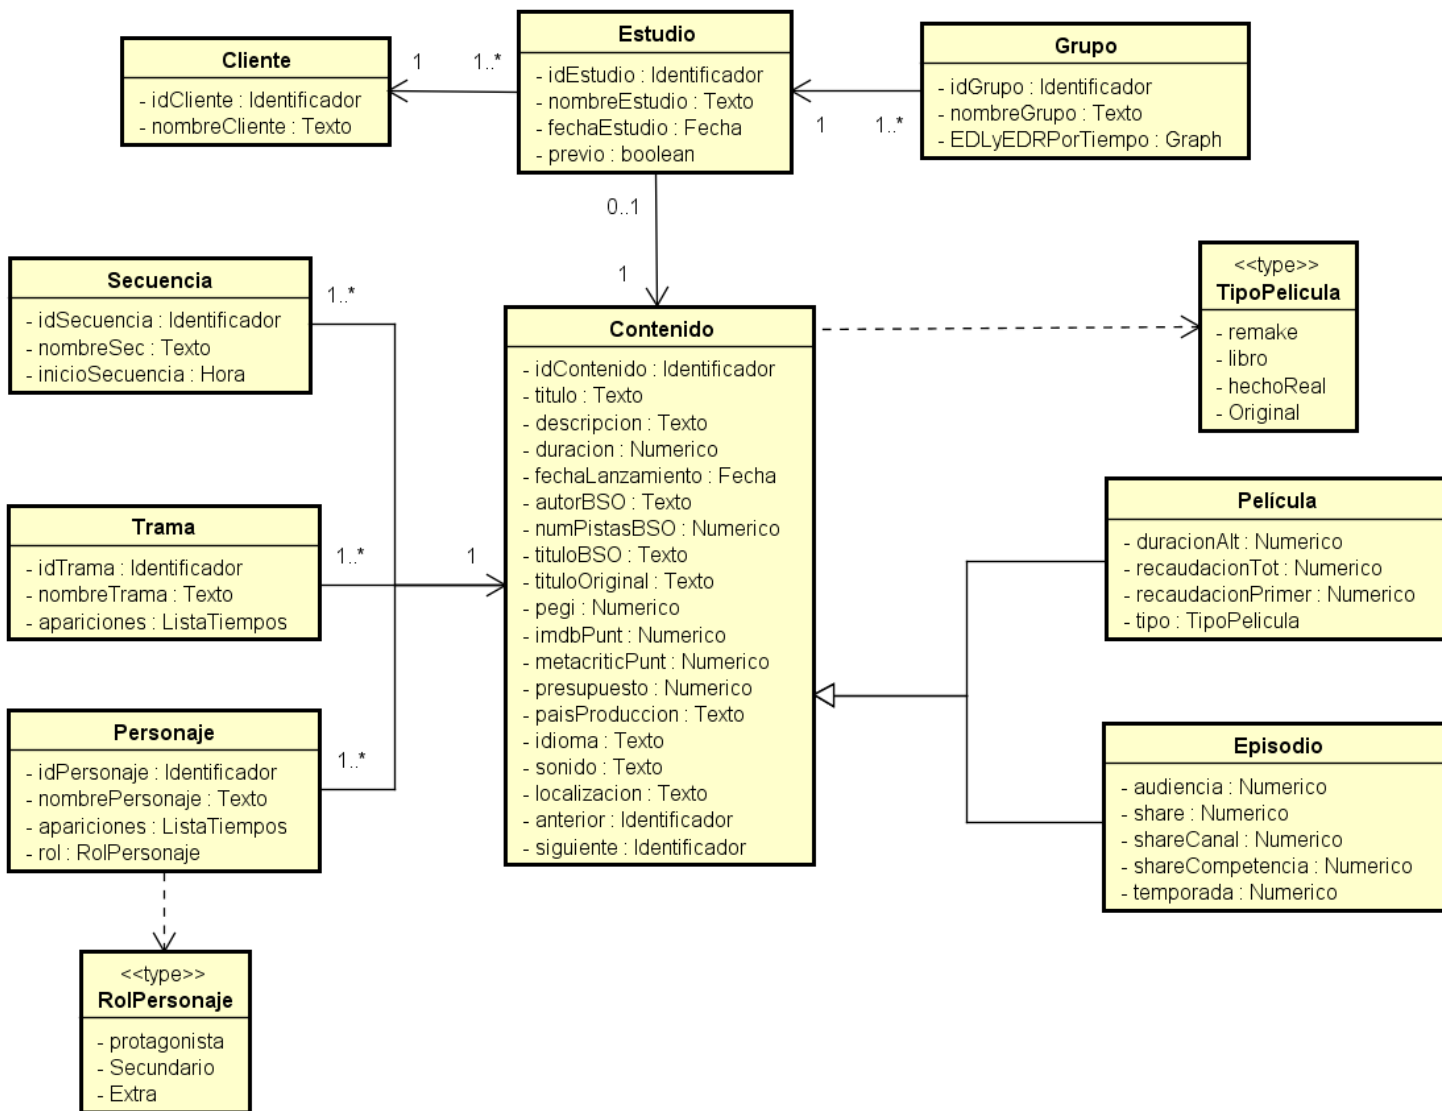 Cliente
- idCliente : Identificador
- nombreCliente : Texto
1
1..*
Estudio
- idEstudio : Identificador
- nombreEstudio : Texto
- fechaEstudio : Fecha
- previo : boolean
1
1..*
Grupo
- idGrupo : Identificador
- nombreGrupo : Texto
- EDLyEDRPorTiempo : Graph
0..1
1
Secuencia
- idSecuencia : Identificador
- nombreSec : Texto
- inicioSecuencia : Hora
1..*
Trama
- idTrama : Identificador
- nombreTrama : Texto
- apariciones : ListaTiempos
1..*
1
Personaje
- idPersonaje : Identificador
- nombrePersonaje : Texto
- apariciones : ListaTiempos
- rol : RolPersonaje
1..*
<<type>>
RolPersonaje
- protagonista
- Secundario
- Extra
Contenido
- idContenido : Identificador
- titulo : Texto
- descripcion : Texto
- duracion : Numerico
- fechaLanzamiento : Fecha
- autorBSO : Texto
- numPistasBSO : Numerico
- tituloBSO : Texto
- tituloOriginal : Texto
- pegi : Numerico
- imdbPunt : Numerico
- metacriticPunt : Numerico
- presupuesto : Numerico
- paisProduccion : Texto
- idioma : Texto
- sonido : Texto
- localizacion : Texto
- anterior : Identificador
- siguiente : Identificador
<<type>>
TipoPelicula
- remake
- libro
- hechoReal
- Original
Película
- duracionAlt : Numerico
- recaudacionTot : Numerico
- recaudacionPrimer : Numerico
- tipo : TipoPelicula
Episodio
- audiencia : Numerico
- share : Numerico
- shareCanal : Numerico
- shareCompetencia : Numerico
- temporada : Numerico